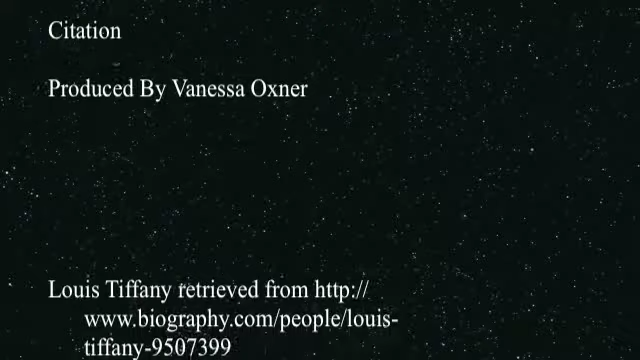 Citation
Produced By Vanessa Oxner
Louis Tiffany retrieved from http://
www.biography.com/people/louis-
tiffany-9507399